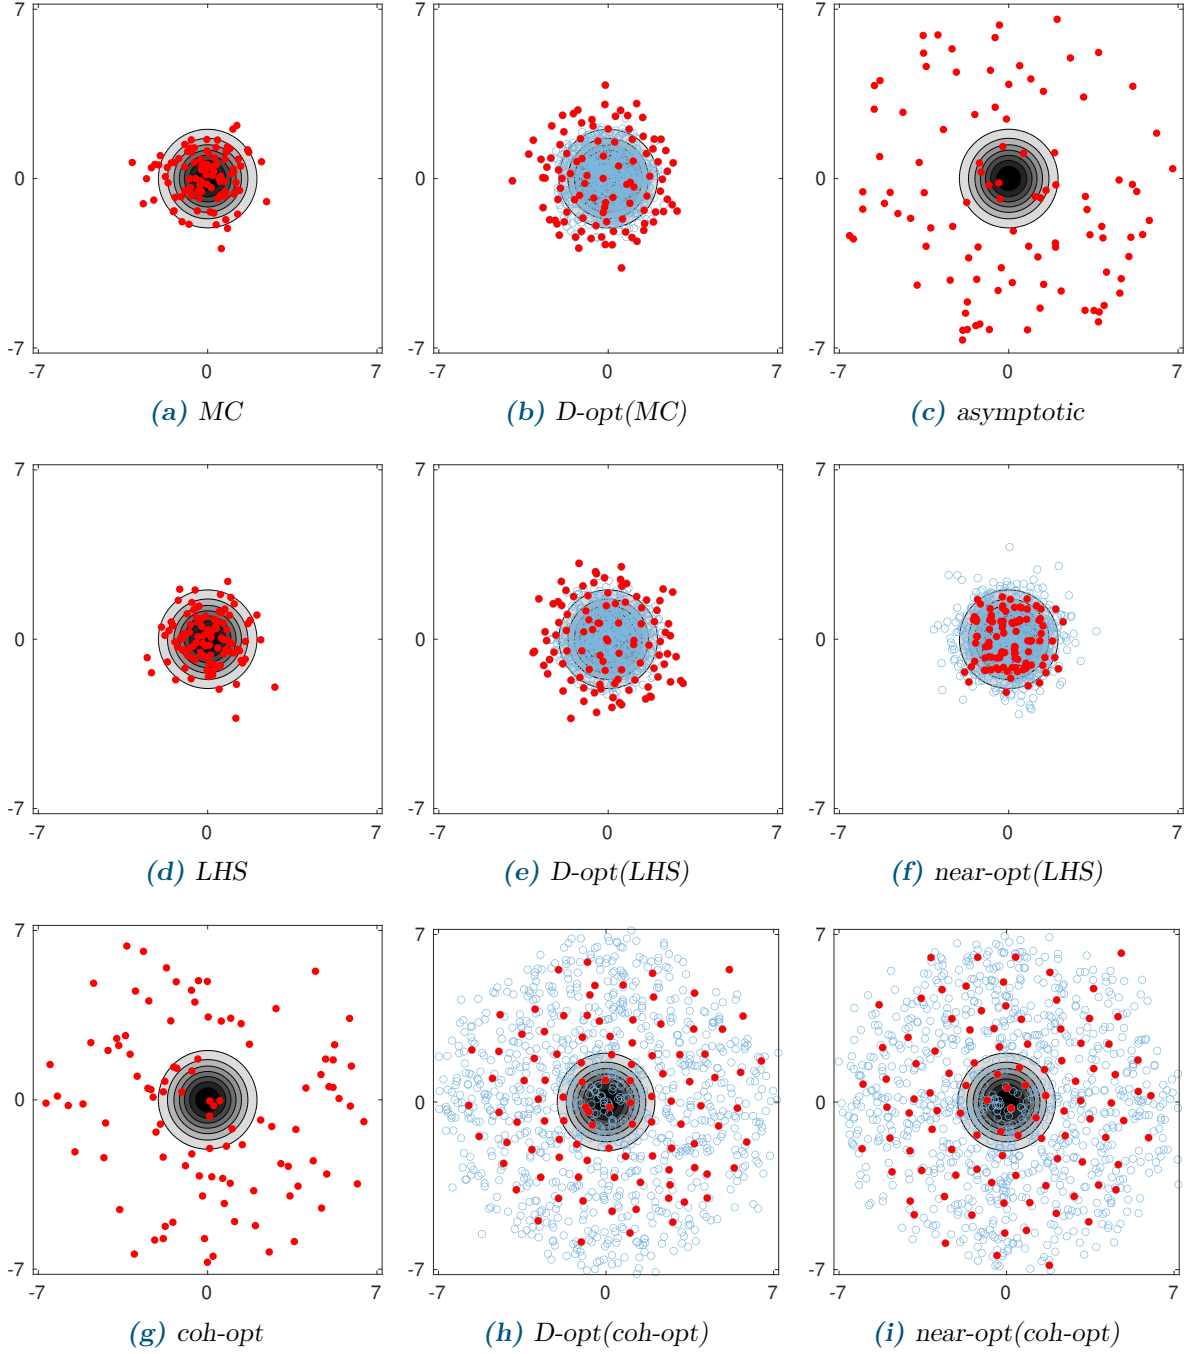 7 7 7
0 0 0
-7 -7 -7
-7 0 7 -7 0 7 -7 0 7
(a) MC (b) D-opt(MC) (c) asymptotic
7 7 7
0 0 0
-7 -7 -7
-7 0 7 -7 0 7 -7 0 7
(d) LHS (e) D-opt(LHS) (f) near-opt(LHS)
7 7 7
0 0 0
-7 -7 -7
-7 0 7 -7 0 7 -7 0 7
(g) coh-opt (h) D-opt(coh-opt) (i) near-opt(coh-opt)